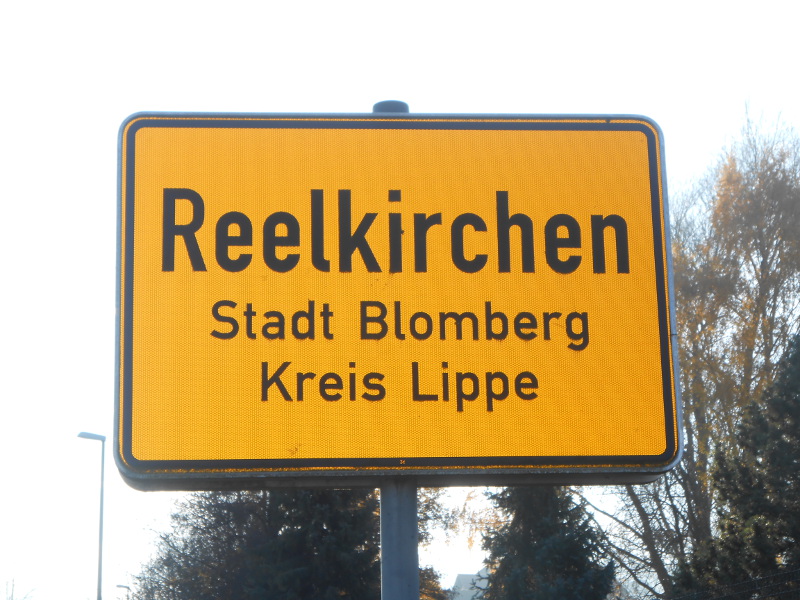 Reelkirchen
Stadt Blomberg
Kreis Lippe